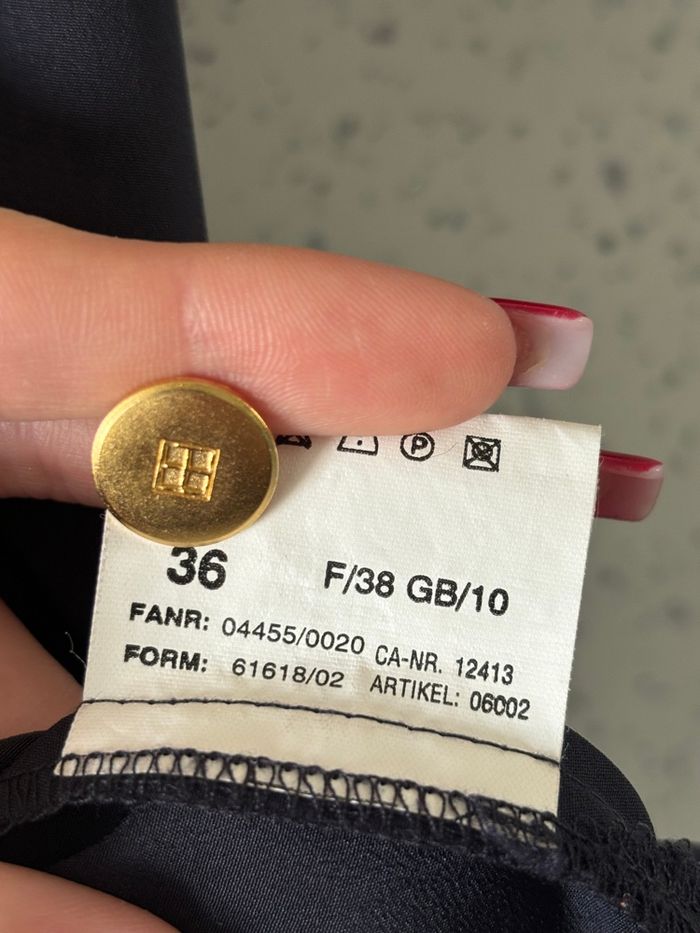 P
36 F/38 GB/10
FANR: 04455/0020 CA-NR. 12413
FORM: 61618/02 ARTIKEL: 06002